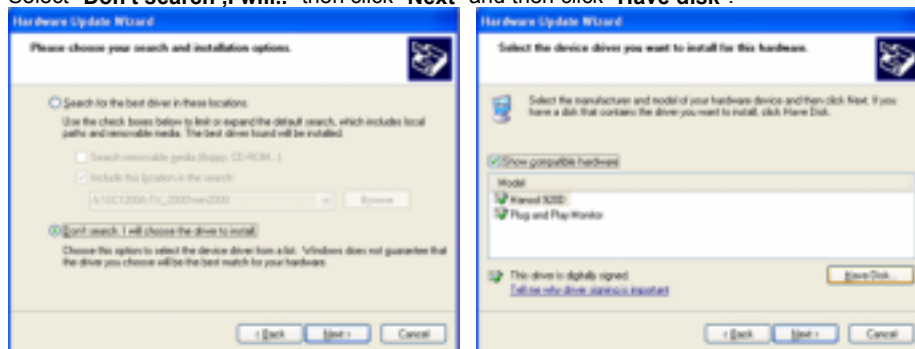 Select "Don't search ,I will.." then click "Next" and then click "Have disk".
Hardware Update Wizard
Please choose your search and installation options.
Search for the best driver in these locations.
Use the check boxes below to limit or expand the default search, which includes local
paths and removable media. The best driver found will be installed.
Search removable media (floppy, CD-ROM...)
Include this location in the search:
Browse
Don't search. I will choose the driver to install.
Choose this option to select the device driver from a list. Windows does not guarantee that
the driver you choose will be the best match for your hardware.
< Back
Next >
Cancel
Hardware Update Wizard
Select the device driver you want to install for this hardware.
Select the manufacturer and model of your hardware device and then click Next. If you
have a disk that contains the driver you want to install, click Have Disk.
Show compatible hardware
Model
Hansol 920D
Plug and Play Monitor
This driver is digitally signed.
Tell me why driver signing is important
Have Disk...
< Back
Next >
Cancel